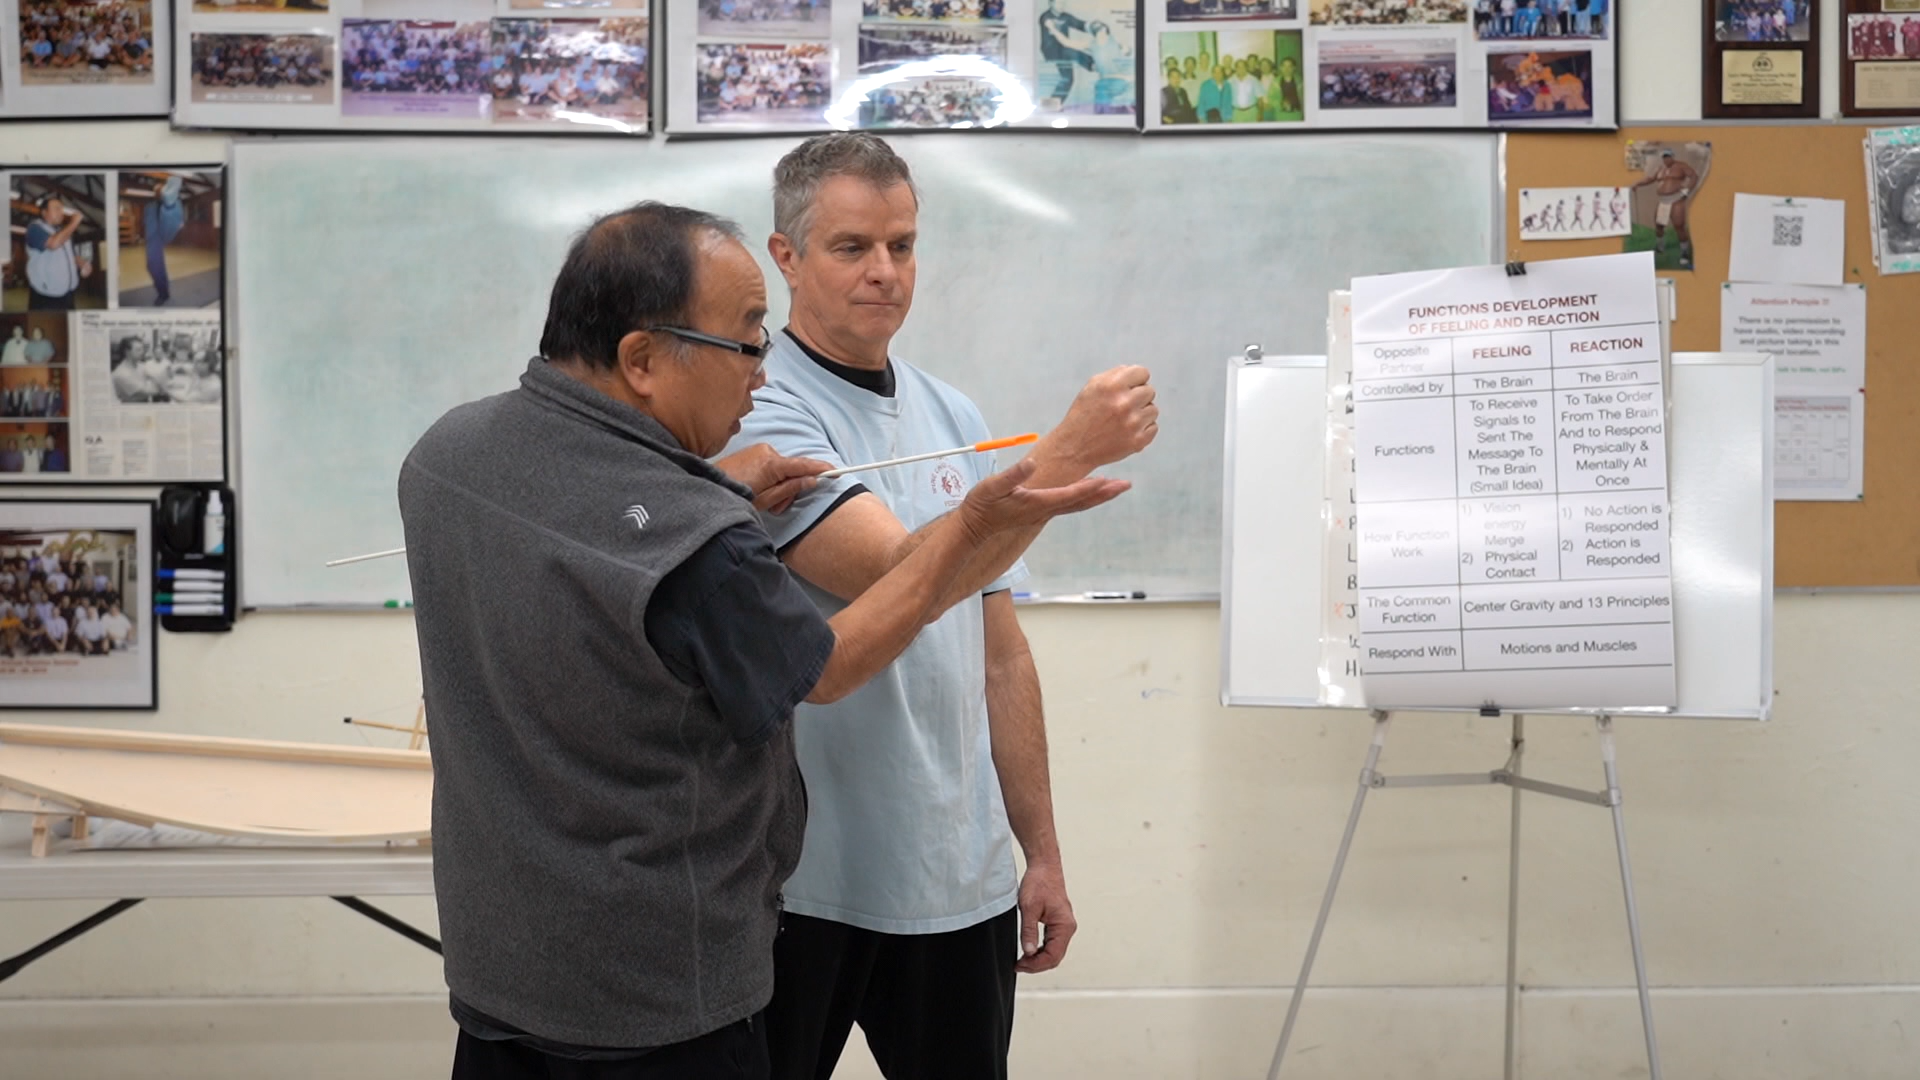 FUNCTIONS DEVELOPMENT
OF FEELING AND REACTION
Opposite
Partner
FEELING
REACTION
Controlled by
The Brain
The Brain
Functions
To Receive
Signals to
Sent The
Message To
The Brain
(Small Idea)
To Take Order
From The Brain
And to Respond
Physically &
Mentally At
Once
How Function
Work
1) Vision
energy
Merge
2) Physical
Contact
1) No Action is
Responded
2) Action is
Responded
The Common
Function
Center Gravity and 13 Principles
Respond With
Motions and Muscles
Attention People !!!
There is no permission to
have audio, video recording
and picture taking in this
school location.